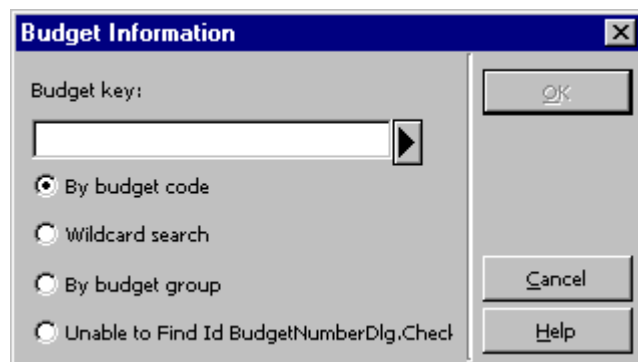 Budget Information
Budget key:
OK
By budget code
Wildcard search
By budget group
Cancel
Unable to Find Id BudgetNumberDlg.Check
Help